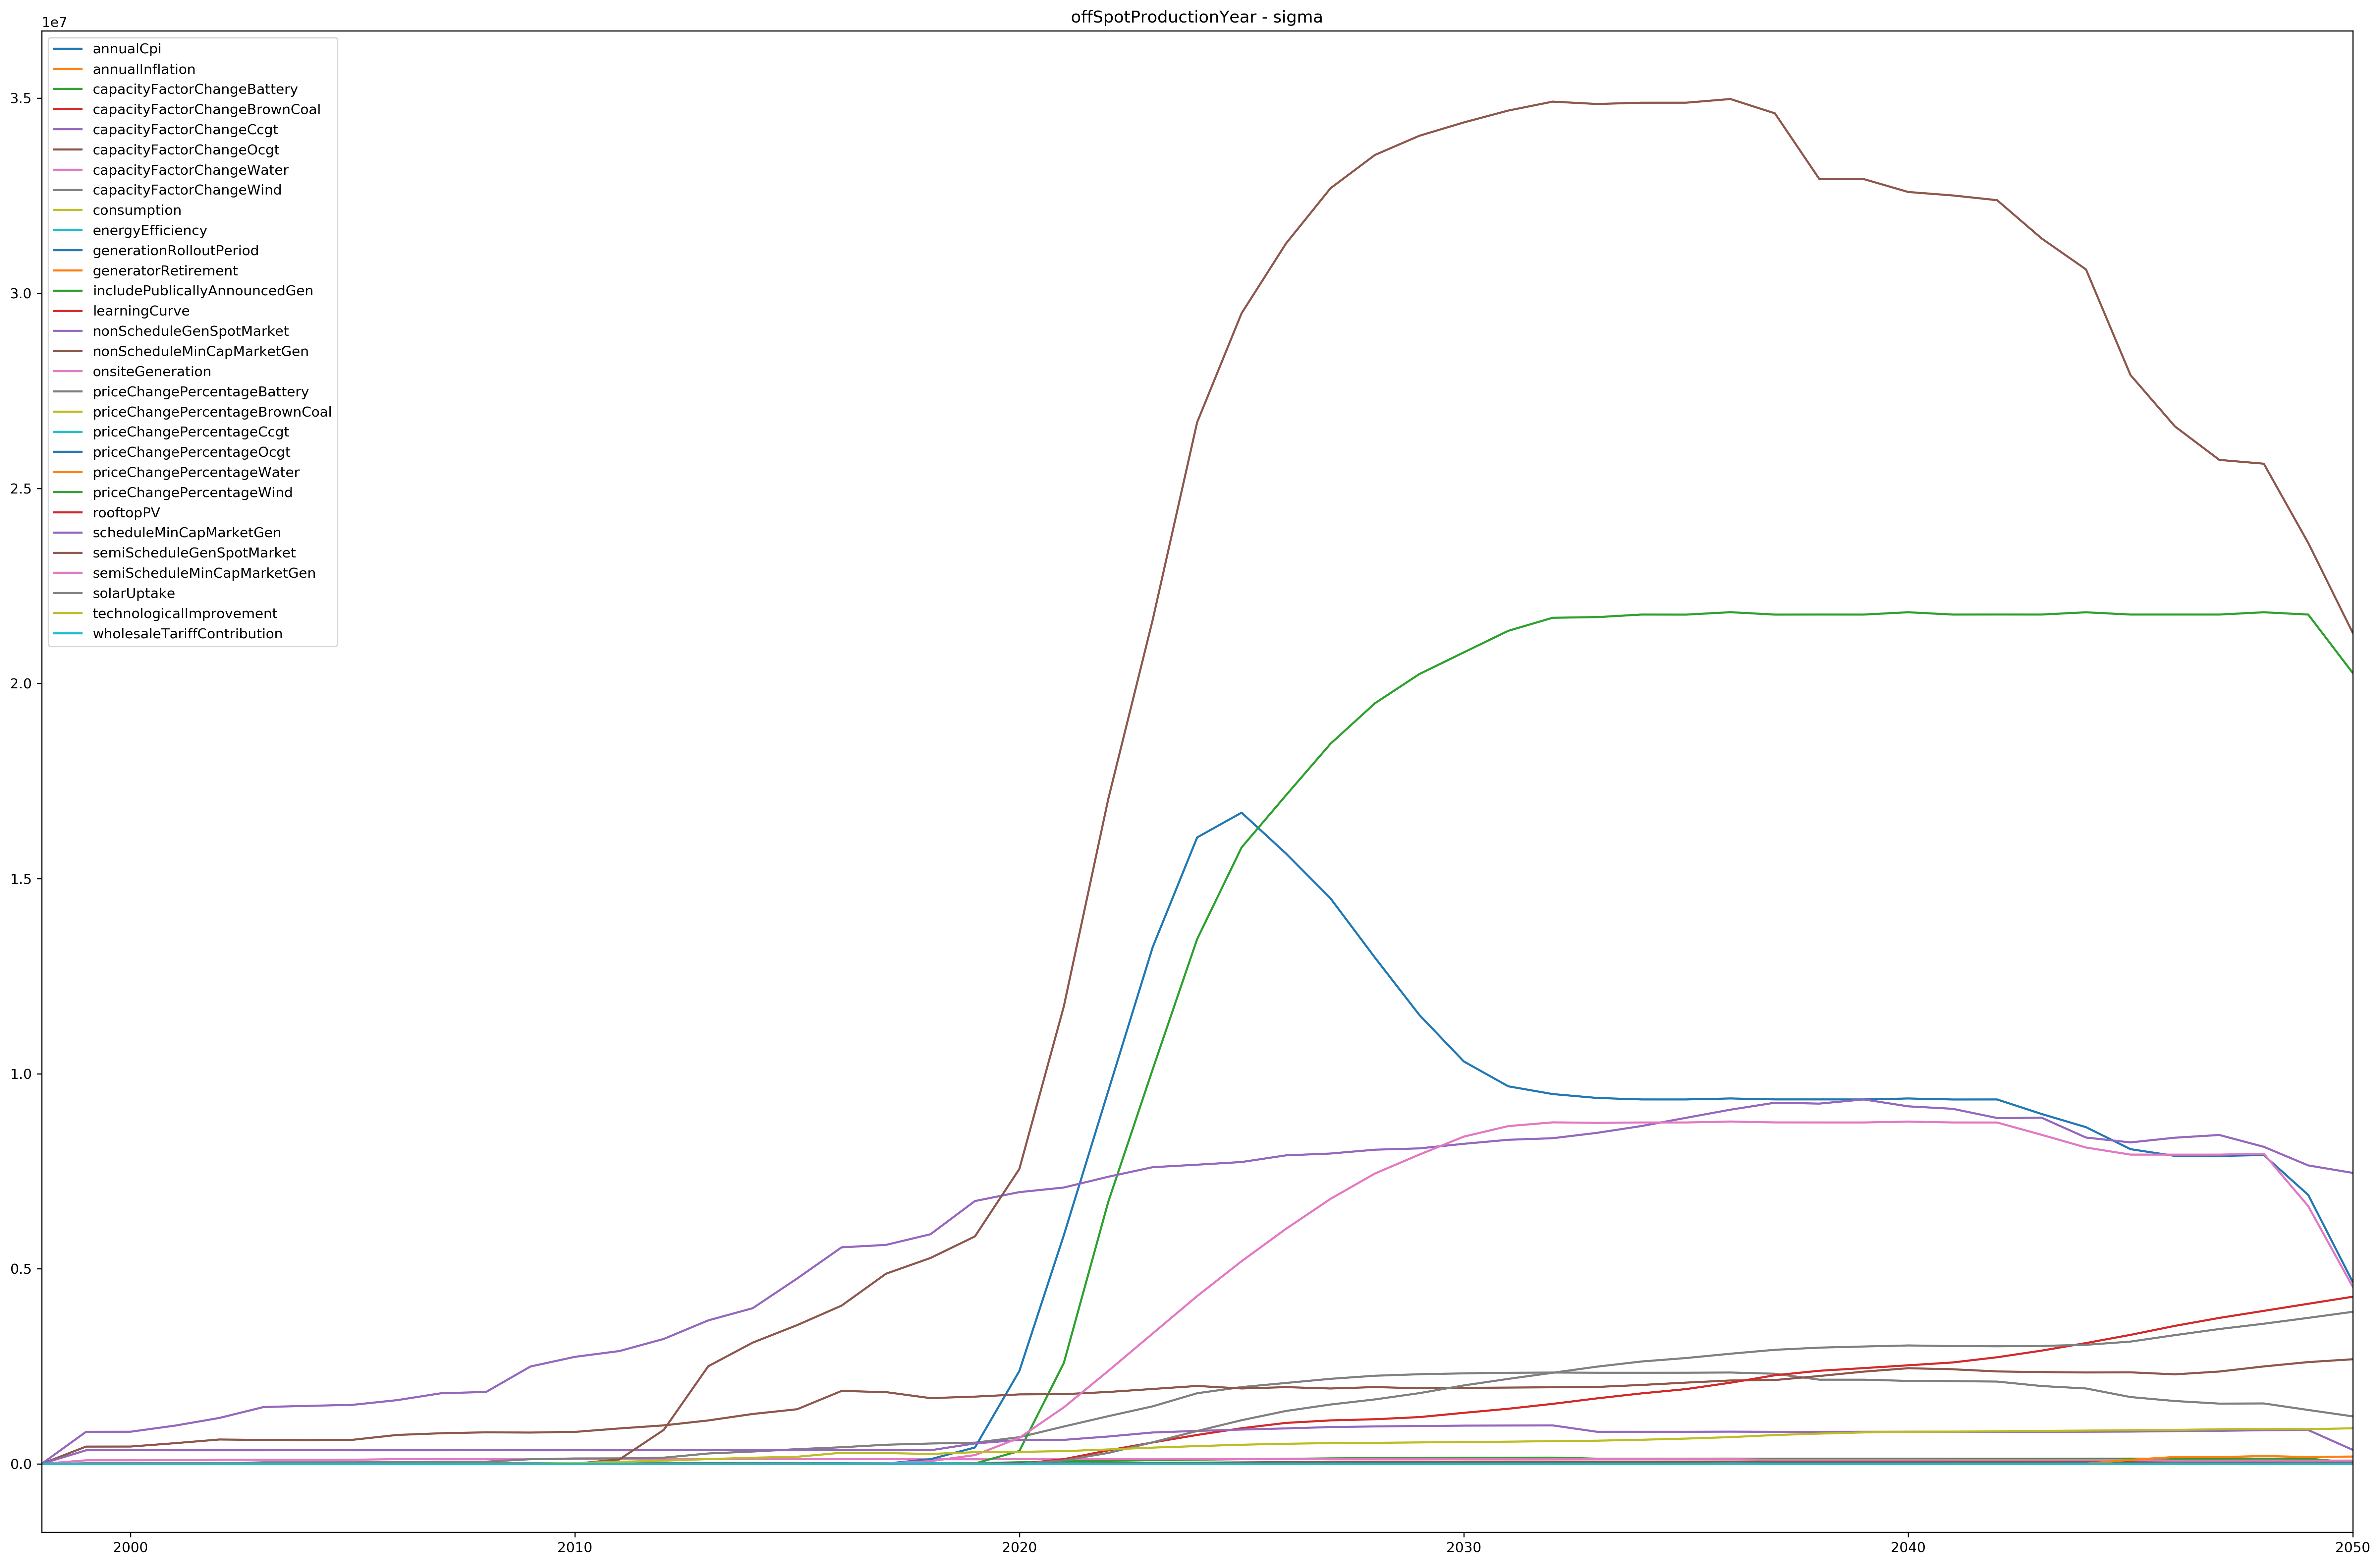 offSpotProductionYear - sigma
1e7
annualCpi
annualInflation
capacityFactorChangeBattery
capacityFactorChangeBrownCoal
capacityFactorChangeCcgt
capacityFactorChangeOcgt
capacityFactorChangeWater
capacityFactorChangeWind
consumption
energyEfficiency
generationRolloutPeriod
generatorRetirement
includePublicallyAnnouncedGen
learningCurve
nonScheduleGenSpotMarket
nonScheduleMinCapMarketGen
onsiteGeneration
priceChangePercentageBattery
priceChangePercentageBrownCoal
priceChangePercentageCcgt
priceChangePercentageOcgt
priceChangePercentageWater
priceChangePercentageWind
rooftopPV
scheduleMinCapMarketGen
semiScheduleGenSpotMarket
semiScheduleMinCapMarketGen
solarUptake
technologicalImprovement
wholesaleTariffContribution
3.5
3.0
2.5
2.0
1.5
1.0
0.5
0.0
2000 2010 2020 2030 2040 2050